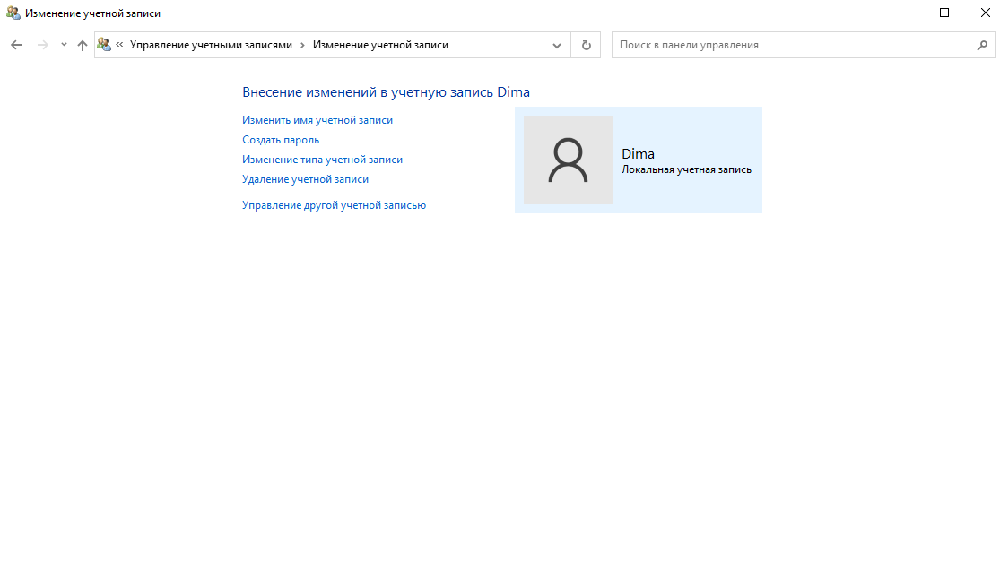 Изменение учетной записи
« Управление учетными записями › Изменение учетной записи
Поиск в панели управления
Внесение изменений в учетную запись Dima
Изменить имя учетной записи
Создать пароль
Изменение типа учетной записи
Удаление учетной записи
Управление другой учетной записью
Dima
Локальная учетная запись